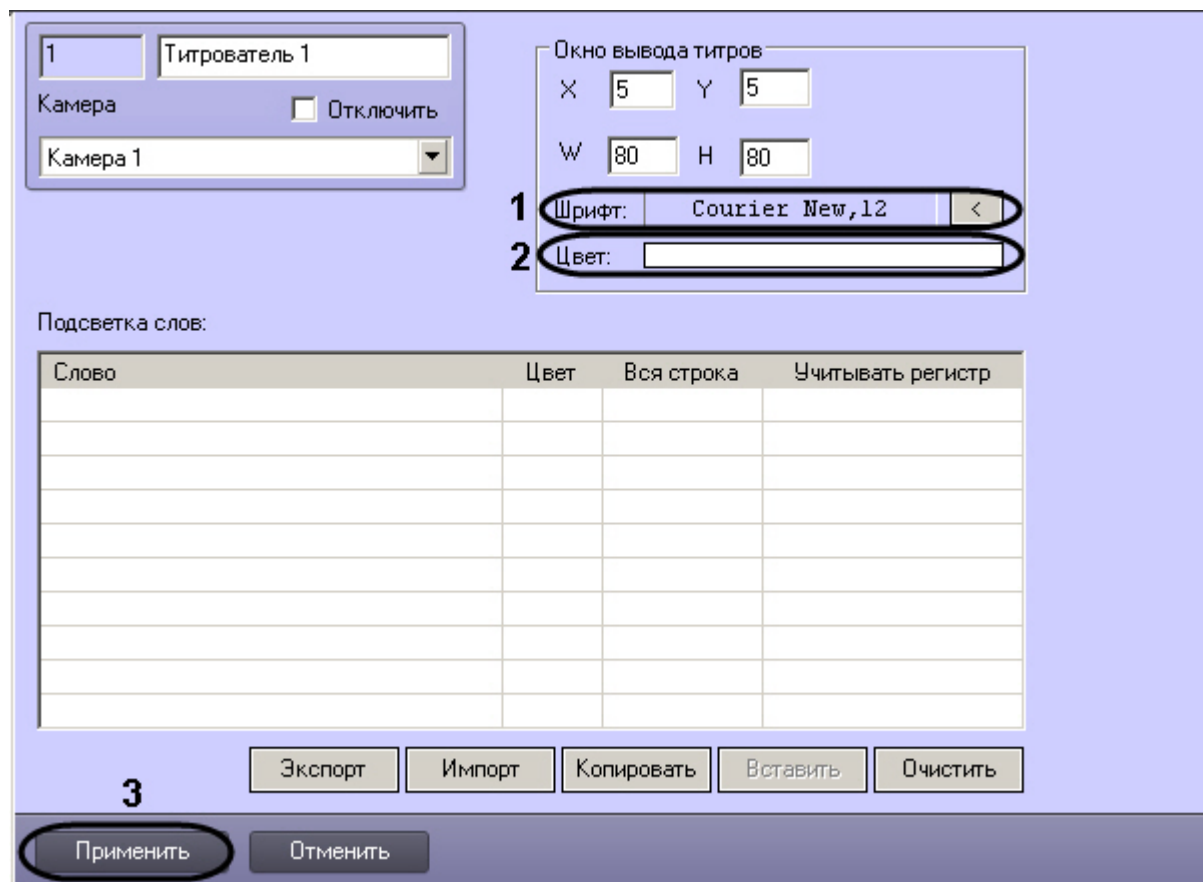 1 Титрователь 1
Камера Отключить
Камера 1
Окно вывода титров
X 5 Y 5
W 80 H 80
1 Шрифт: Courier New,12 <
2 Цвет:
Подсветка слов:
Слово Цвет Вся строка Учитывать регистр
Экспорт Импорт Копировать Вставить Очистить
3
Применить Отменить